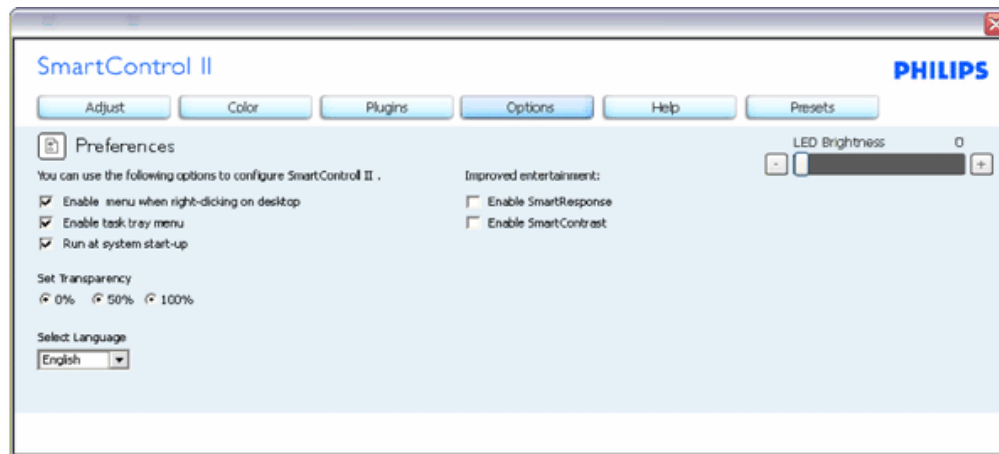 SmartControl II
PHILIPS
Adjust Color Plugins Options Help Presets
Preferences
LED Brightness 0
- +
You can use the following options to configure SmartControl II .
Enable menu when right-clicking on desktop
Enable task tray menu
Run at system start-up
Improved entertainment:
Enable SmartResponse
Enable SmartContrast
Set Transparency
0% 50% 100%
Select Language
English